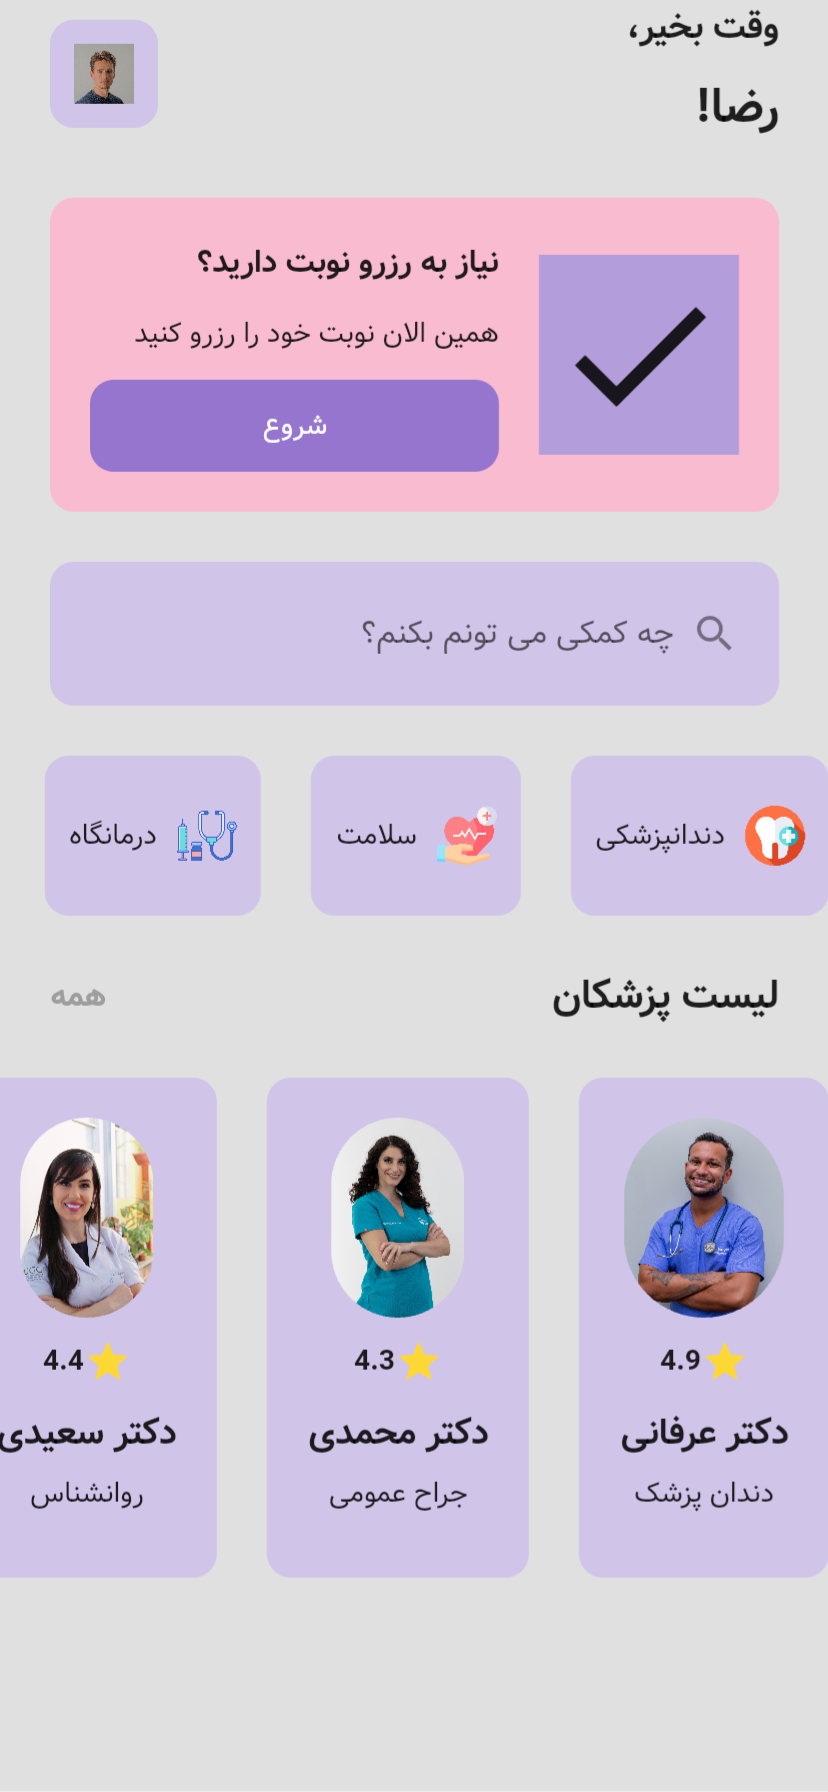 وقت بخیر،
رضا!
نیاز به رزرو نوبت دارید؟
همین الان نوبت خود را رزرو کنید
شروع
چه کمکی می تونم بکنم؟
دندانپزشکی
سلامت
درمانگاه
لیست پزشکان
همه
4.9
دکتر عرفانی
دندان پزشک
4.3
دکتر محمدی
جراح عمومی
4.4
دکتر سعیدی
روانشناس